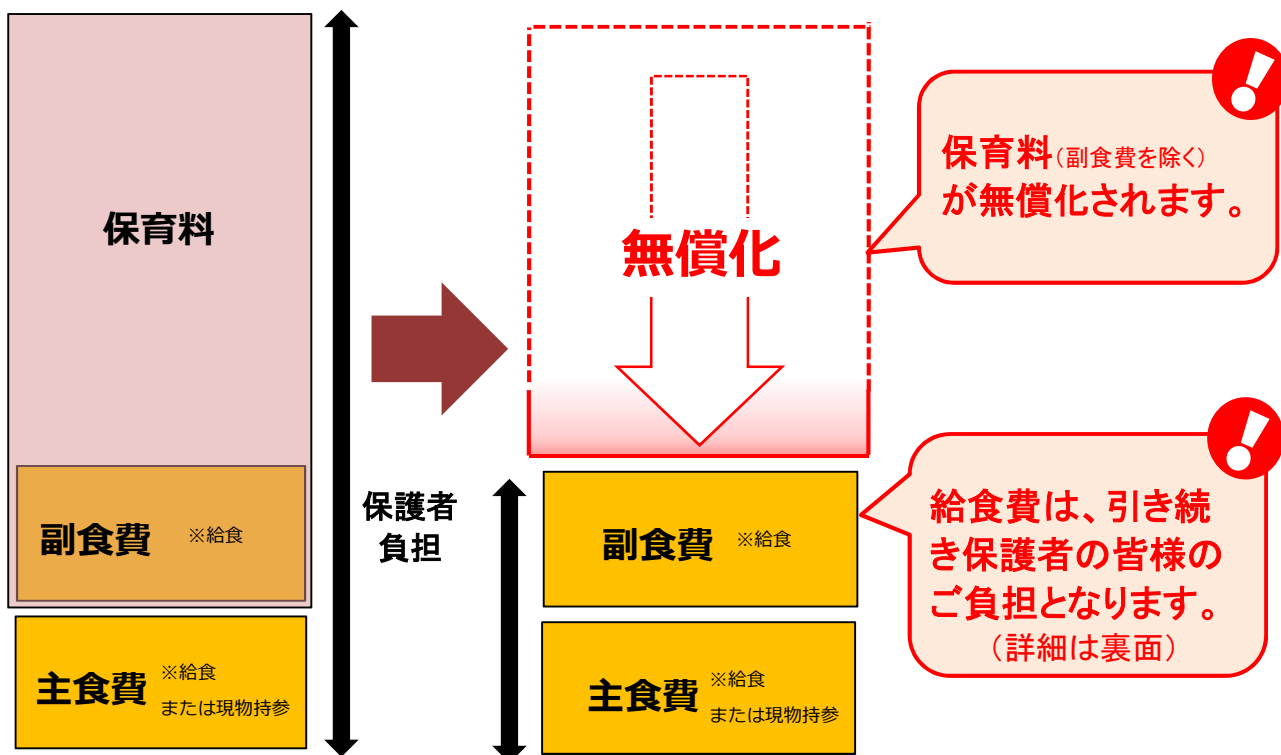 保育料
副食費 ※給食
主食費 ※給食
または現物持参
保護者
負担
無償化
副食費 ※給食
主食費 ※給食
または現物持参
保育料(副食費を除く)
が無償化されます。
給食費は、引き続
き保護者の皆様の
ご負担となります。
(詳細は裏面)